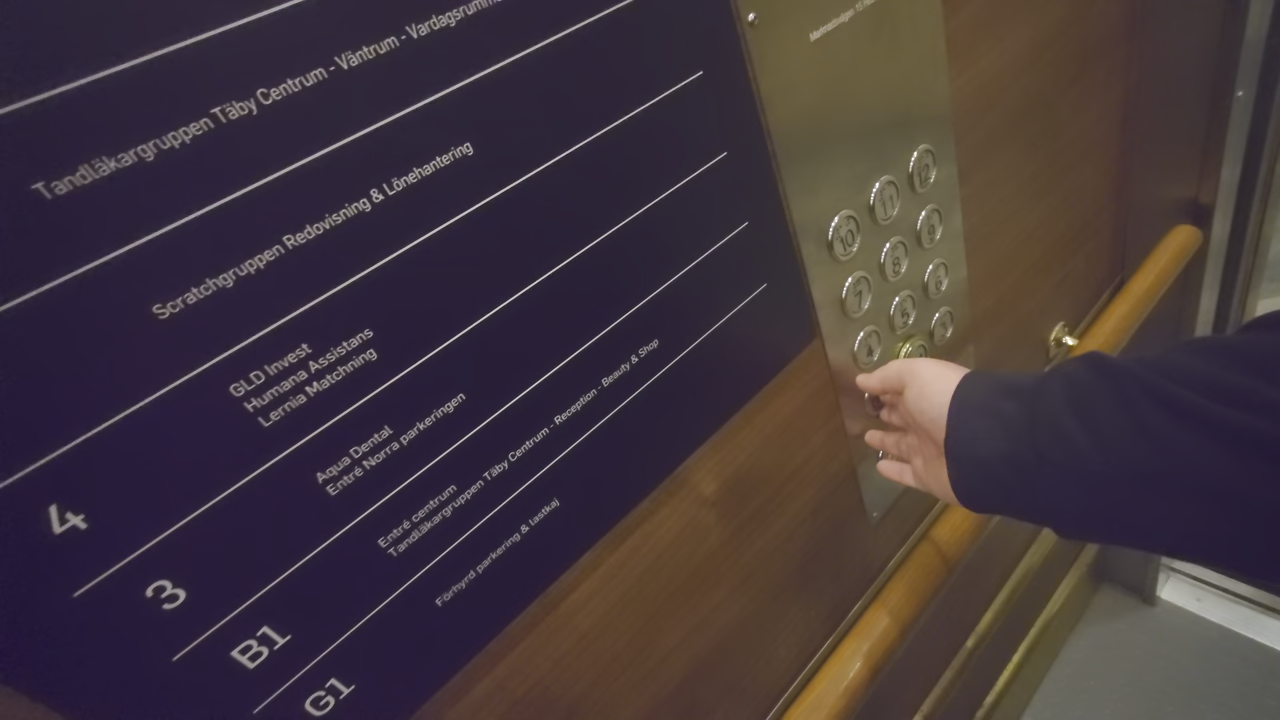 Tandläkargruppen Täby Centrum - Väntrum - Vardagsrumm
Scratchgruppen Redovisning & Lönehantering
4
GLD Invest
Humana Assistans
Lernia Matchning
3
Aqua Dental
Entré Norra parkeringen
B1
Entré centrum
Tandläkargruppen Täby Centrum - Reception - Beauty & Shop
G1
Förhyrd parkering & lastkaj
10
11
12
7
8
9
4
5
6
3